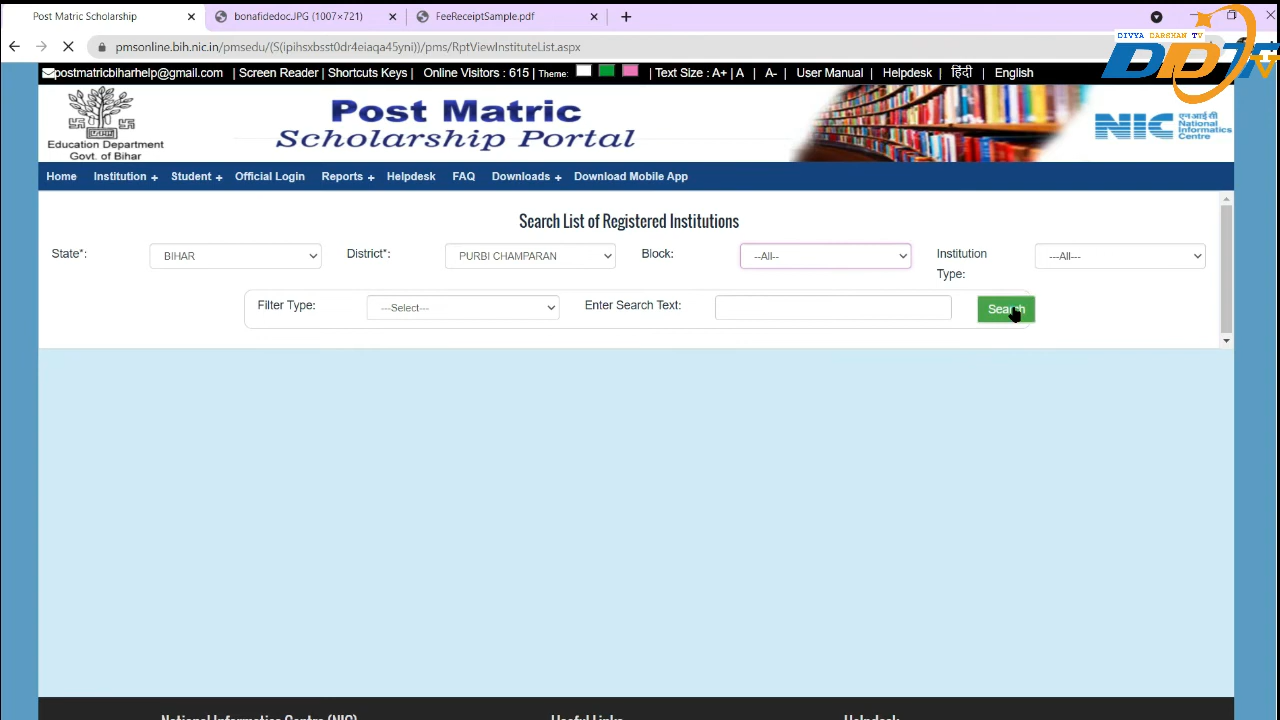 Post Matric Scholarship
bonafidedoc.JPG (1007×721)
FeeReceiptSample.pdf
DIVYA DARSHAN TV
DDTV
pmsonline.bih.nic.in/pmsedu/(S(ipihsxbsst0dr4eiaqa45yni))/pms/RptViewInstituteList.aspx
postmatricbiharhelp@gmail.com | Screen Reader | Shortcuts Keys | Online Visitors : 615 | Theme: | Text Size : A+ | A | A- | User Manual | Helpdesk | हिंदी | English
Education Department
Govt. of Bihar
Post Matric
Scholarship Portal
NIC
एन आई सी
National
Informatics
Centre
Home Institution + Student + Official Login Reports + Helpdesk FAQ Downloads + Download Mobile App
Search List of Registered Institutions
State*: BIHAR District*: PURBI CHAMPARAN Block: --All-- Institution Type: ---All---
Filter Type: ---Select--- Enter Search Text: Search
National Informatics Centre (NIC) Useful Links Helpdesk